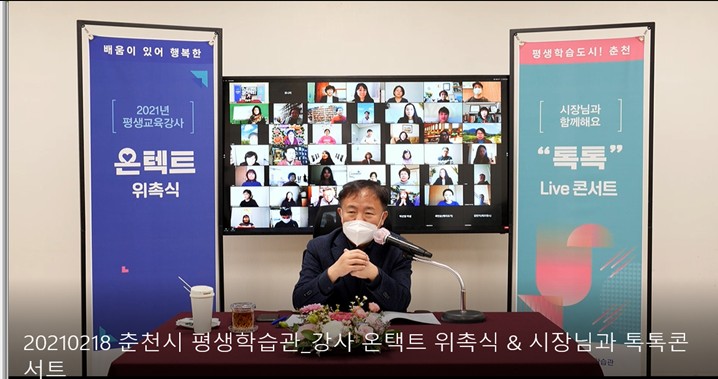 배움이 있어 행복한
2021년
평생교육강사
온텍트
위촉식
평생학습도시! 춘천
시장님과
함께해요
“톡톡”
Live 콘서트
20210218 춘천시 평생학습관_강사 온택트 위촉식 & 시장님과 톡톡콘
서트
습관